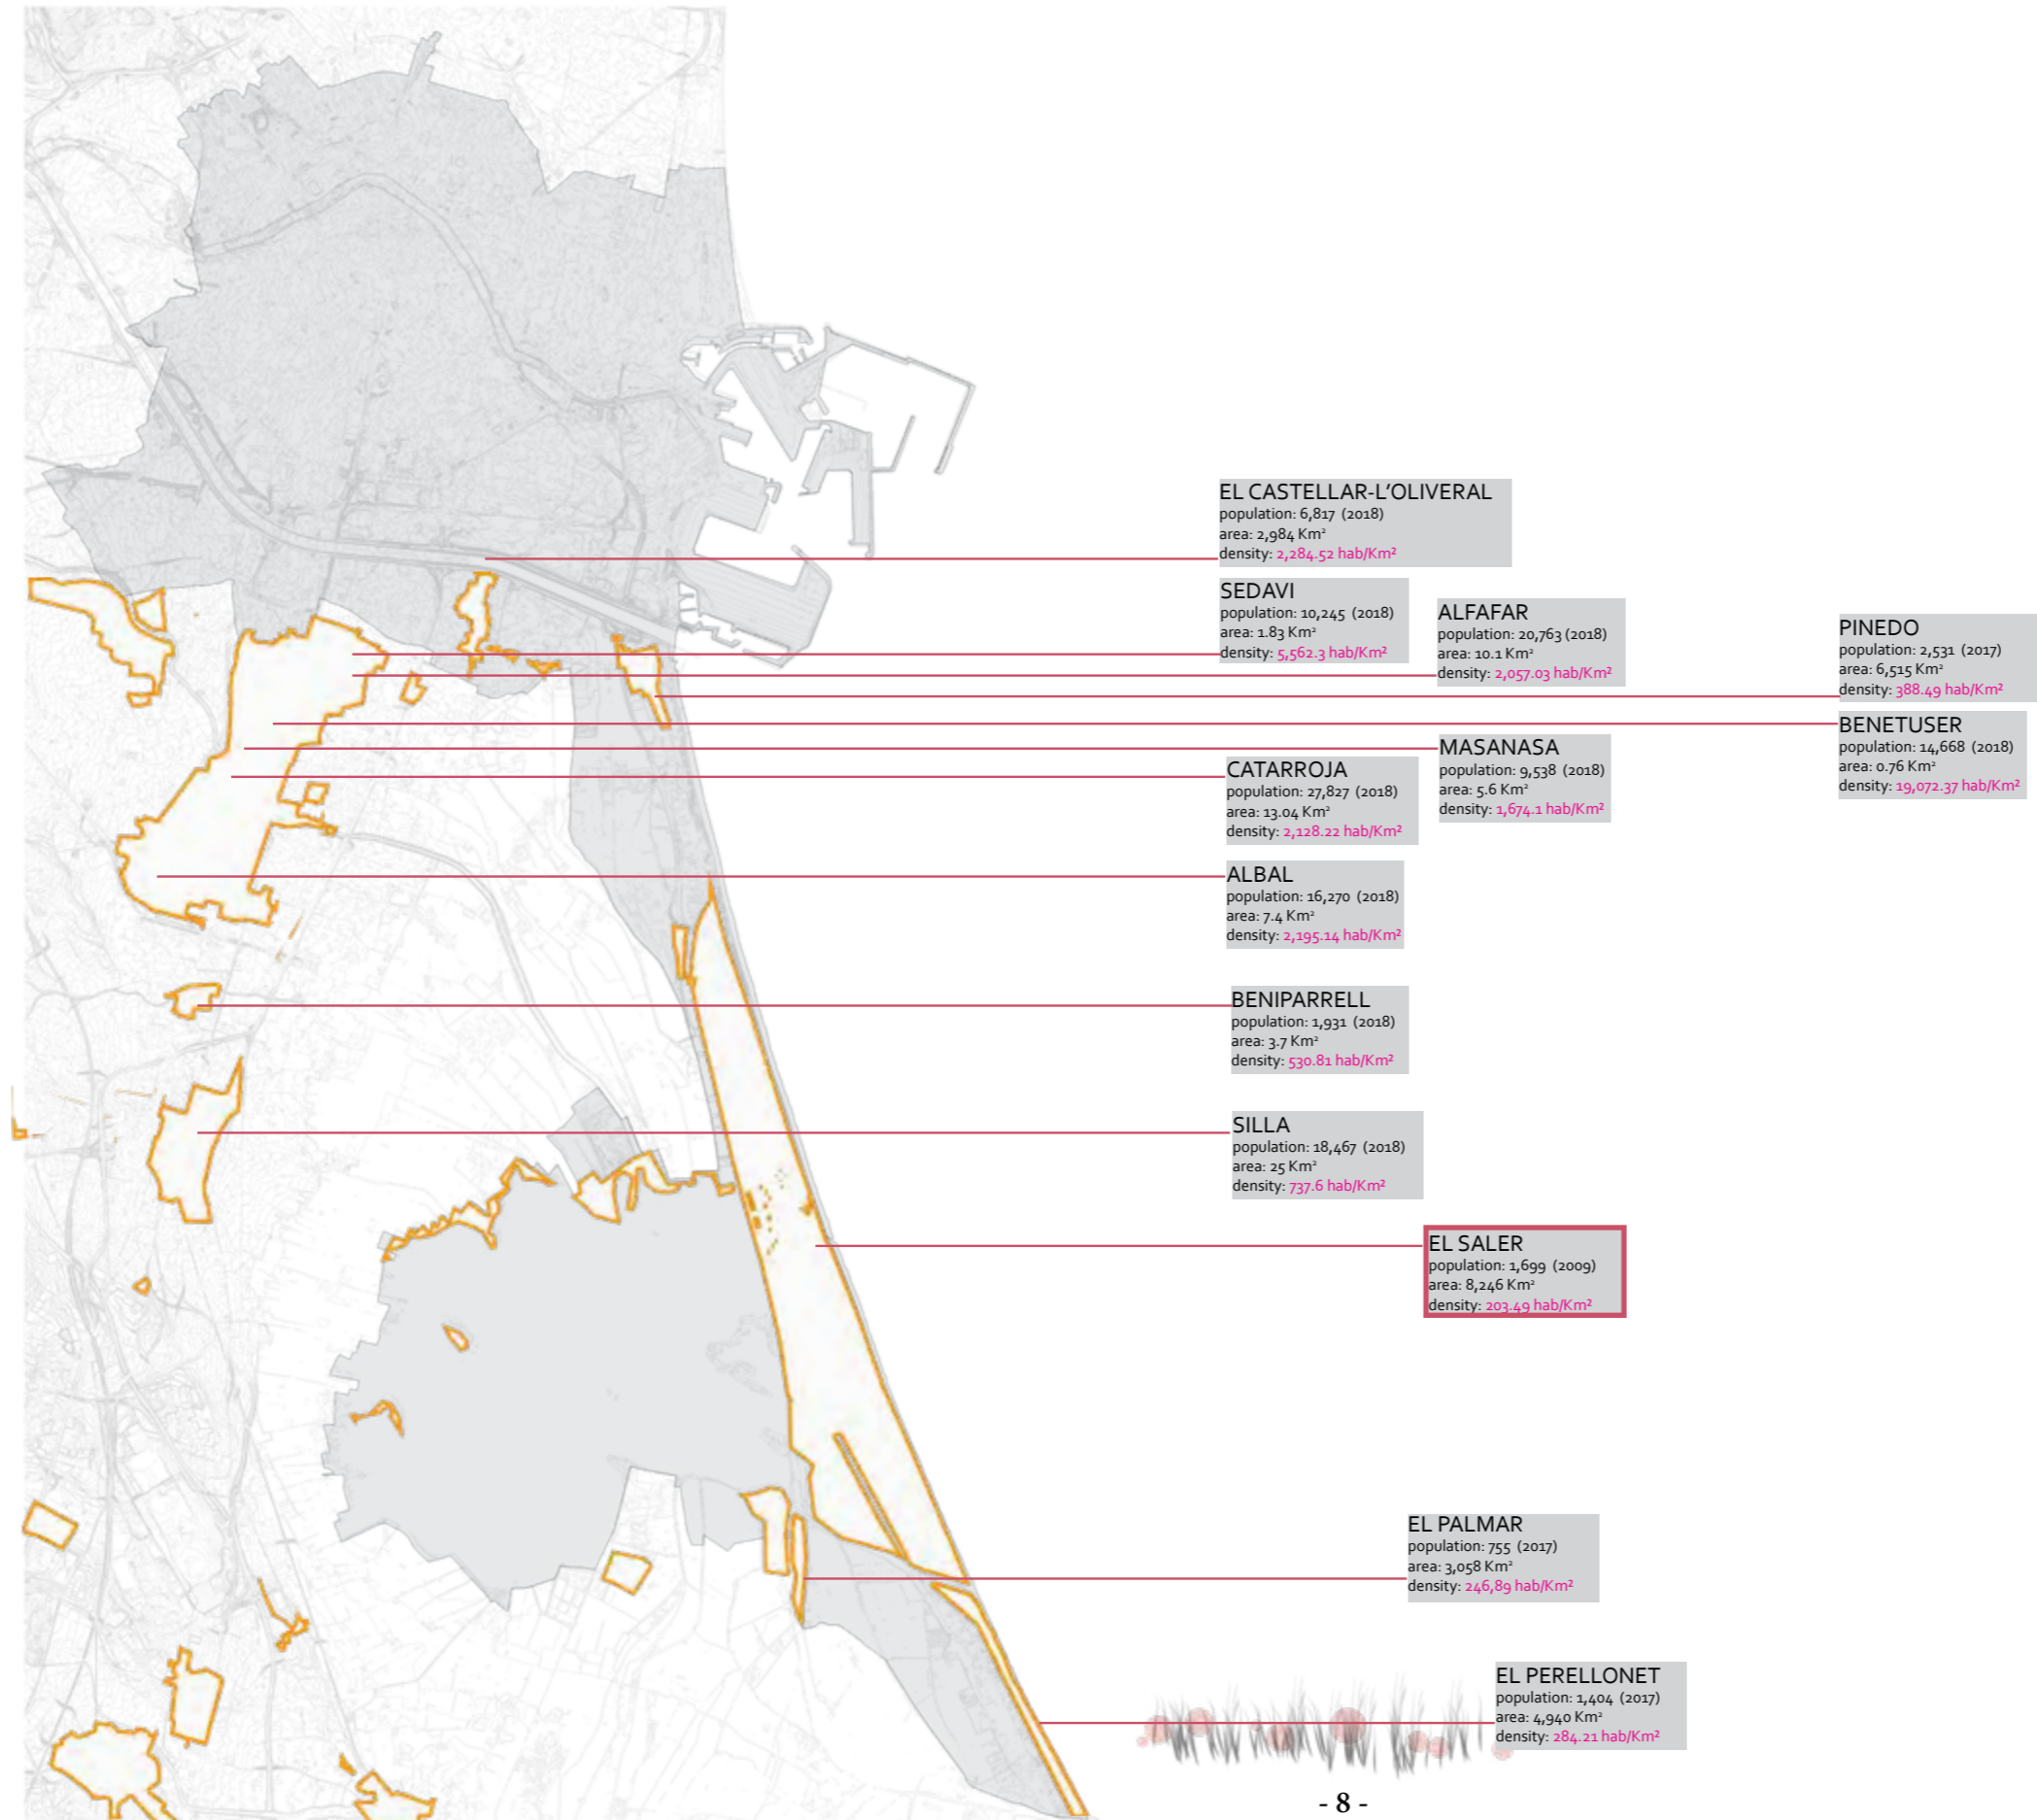 EL CASTELLAR-L'OLIVERAL
population: 6,817 (2018)
area: 2,984 Km²
density: 2,284.52 hab/Km²
SEDAVI
population: 10,245 (2018)
area: 1.83 Km²
density: 5,562.3 hab/Km²
ALFAFAR
population: 20,763 (2018)
area: 10.1 Km²
density: 2,057.03 hab/Km²
PINEDO
population: 2,531 (2017)
area: 6,515 Km²
density: 388.49 hab/Km²
BENETUSER
population: 14,668 (2018)
area: 0.76 Km²
density: 19,072.37 hab/Km²
MASANASA
population: 9,538 (2018)
area: 5.6 Km²
density: 1,674.1 hab/Km²
CATARROJA
population: 27,827 (2018)
area: 13.04 Km²
density: 2,128.22 hab/Km²
ALBAL
population: 16,270 (2018)
area: 7.4 Km²
density: 2,195.14 hab/Km²
BENIPARRELL
population: 1,931 (2018)
area: 3.7 Km²
density: 530.81 hab/Km²
SILLA
population: 18,467 (2018)
area: 25 Km²
density: 737.6 hab/Km²
EL SALER
population: 1,699 (2009)
area: 8,246 Km²
density: 203.49 hab/Km²
EL PALMAR
population: 755 (2017)
area: 3,058 Km²
density: 246,89 hab/Km²
EL PERELLONET
population: 1,404 (2017)
area: 4,940 Km²
density: 284.21 hab/Km²
- 8 -